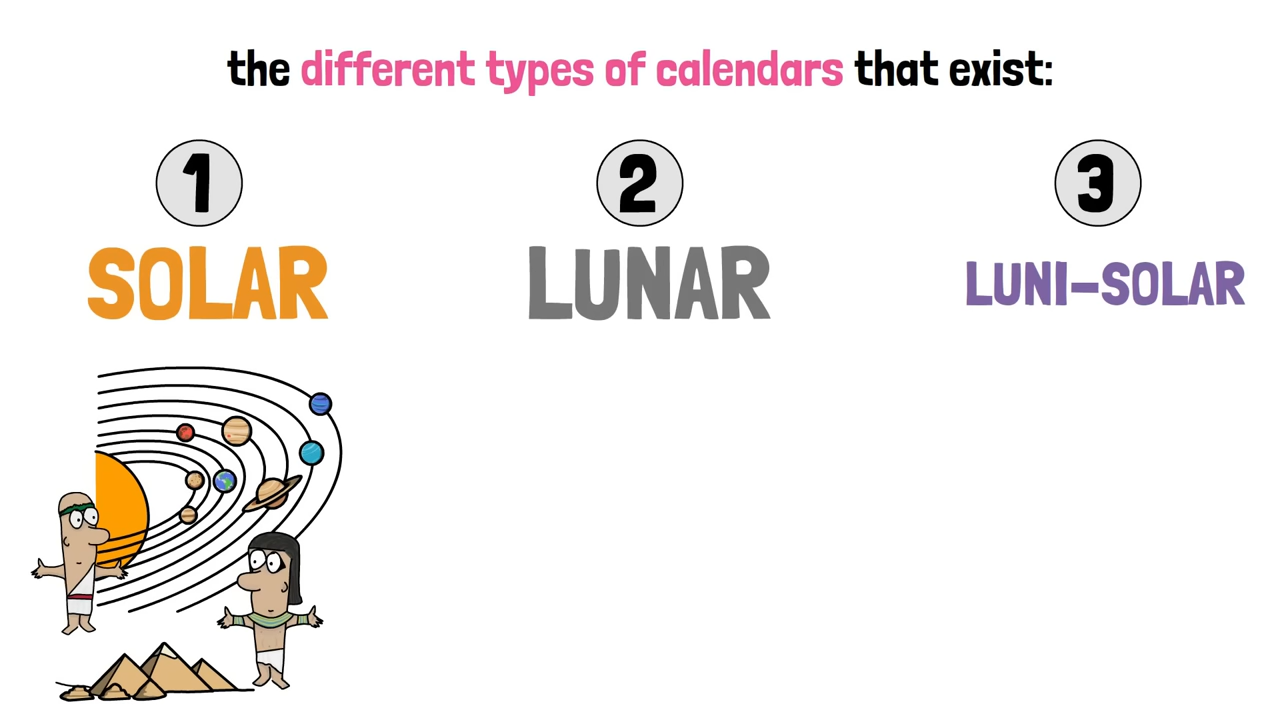 the different types of calendars that exist:
1
2
3
SOLAR
LUNAR
LUNI-SOLAR